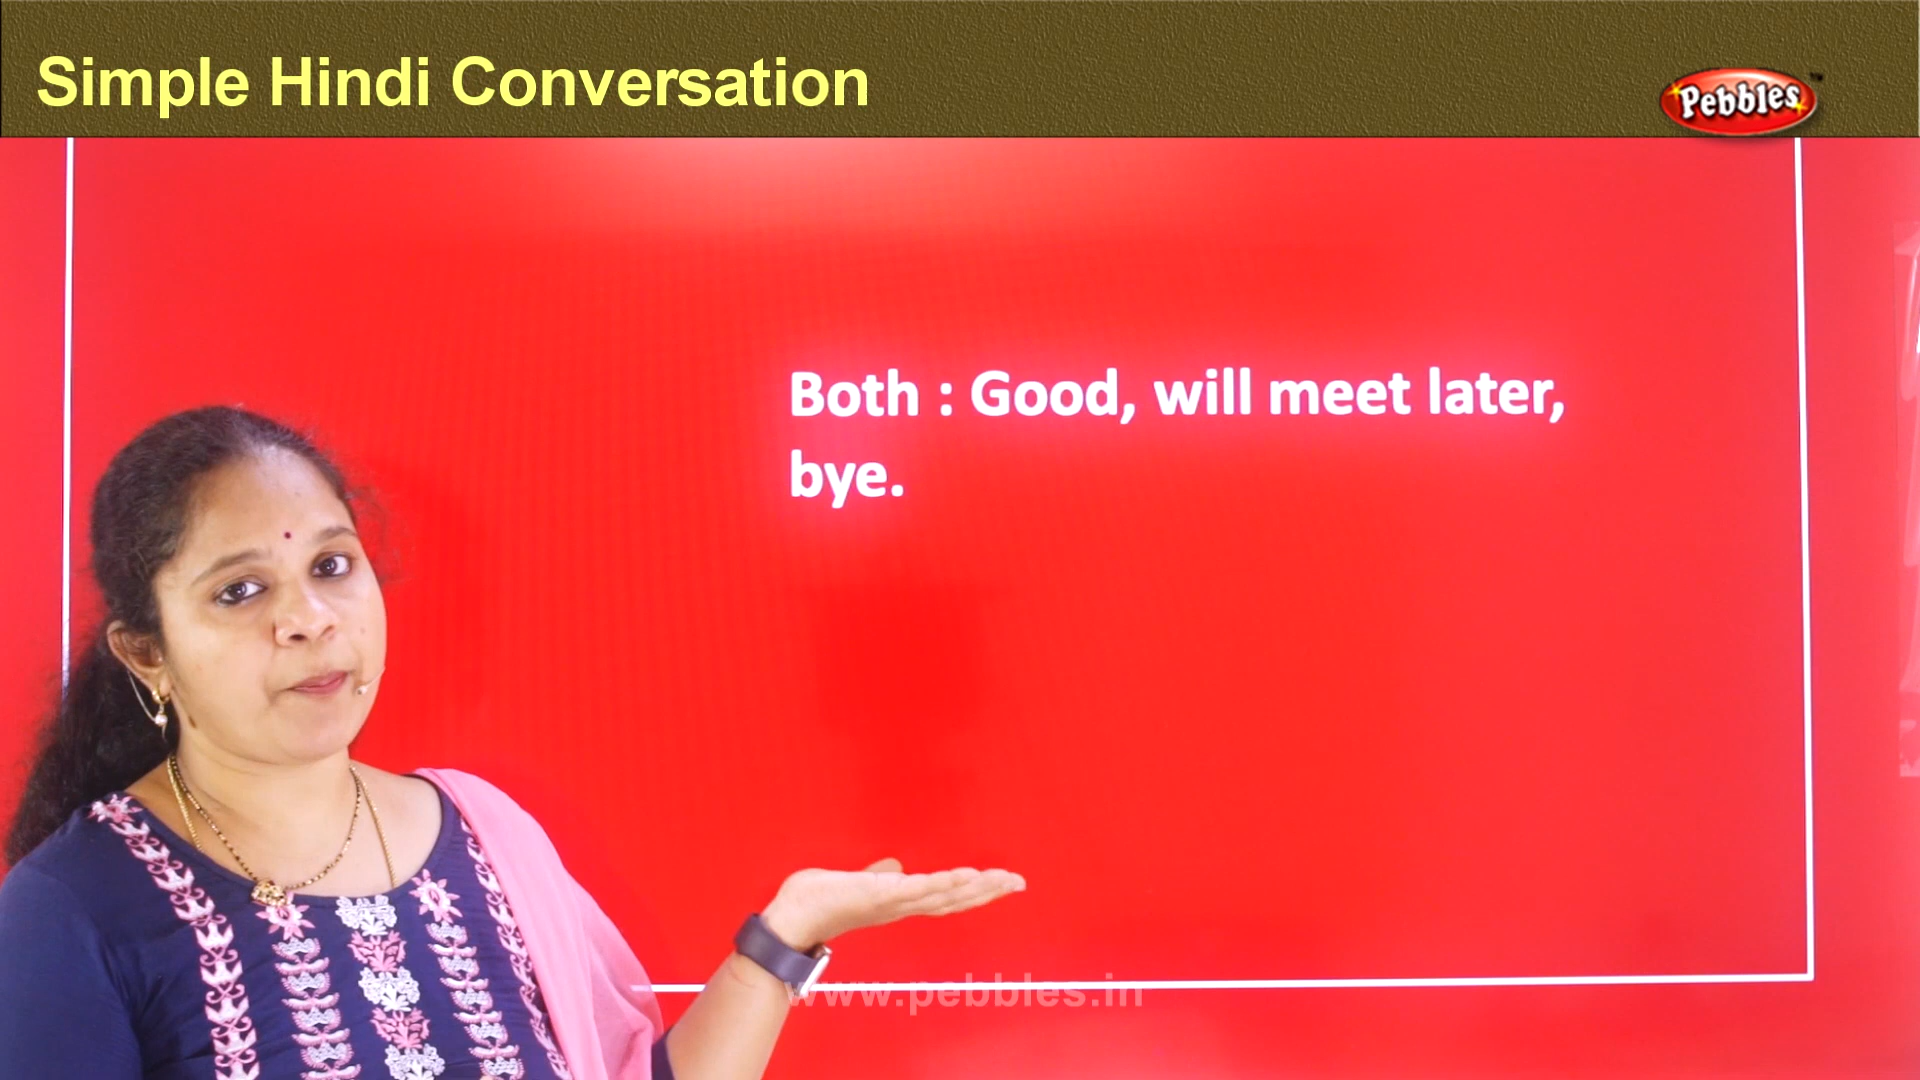 Simple Hindi Conversation
Pebbles
Both : Good, will meet later,
bye.
www.pebbles.in